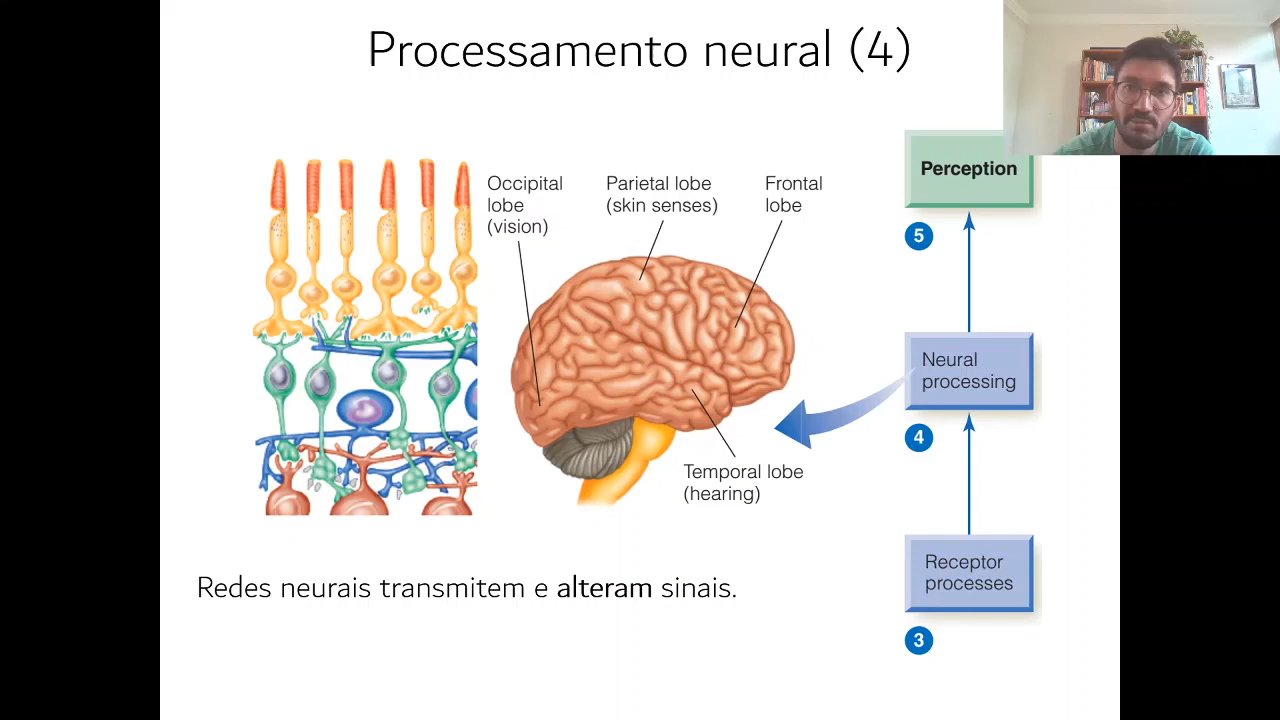 Processamento neural (4)
Occipital
lobe
(vision)
Parietal lobe
(skin senses)
Frontal
lobe
Temporal lobe
(hearing)
Perception
5
Neural
processing
4
Receptor
processes
3
Redes neurais transmitem e alteram sinais.